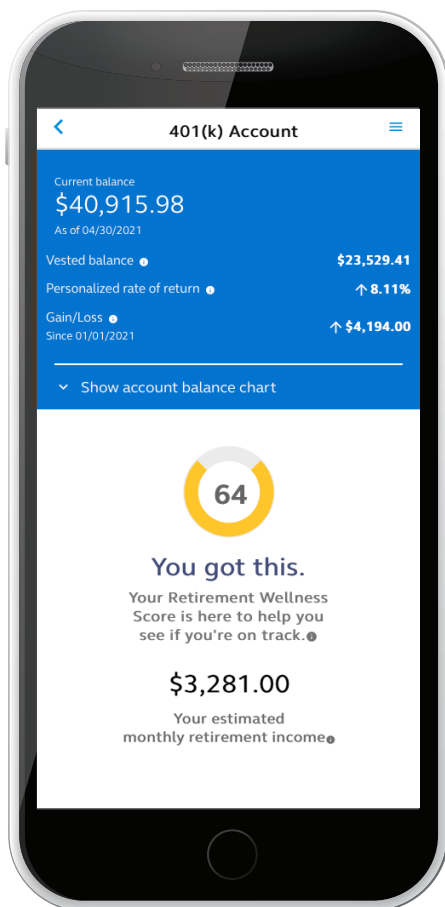 401(k) Account
Current balance
$40,915.98
As of 04/30/2021
Vested balance
$23,529.41
Personalized rate of return
↑ 8.11%
Gain/Loss
Since 01/01/2021
↑ $4,194.00
Show account balance chart
64
You got this.
Your Retirement Wellness
Score is here to help you
see if you're on track.
$3,281.00
Your estimated
monthly retirement income